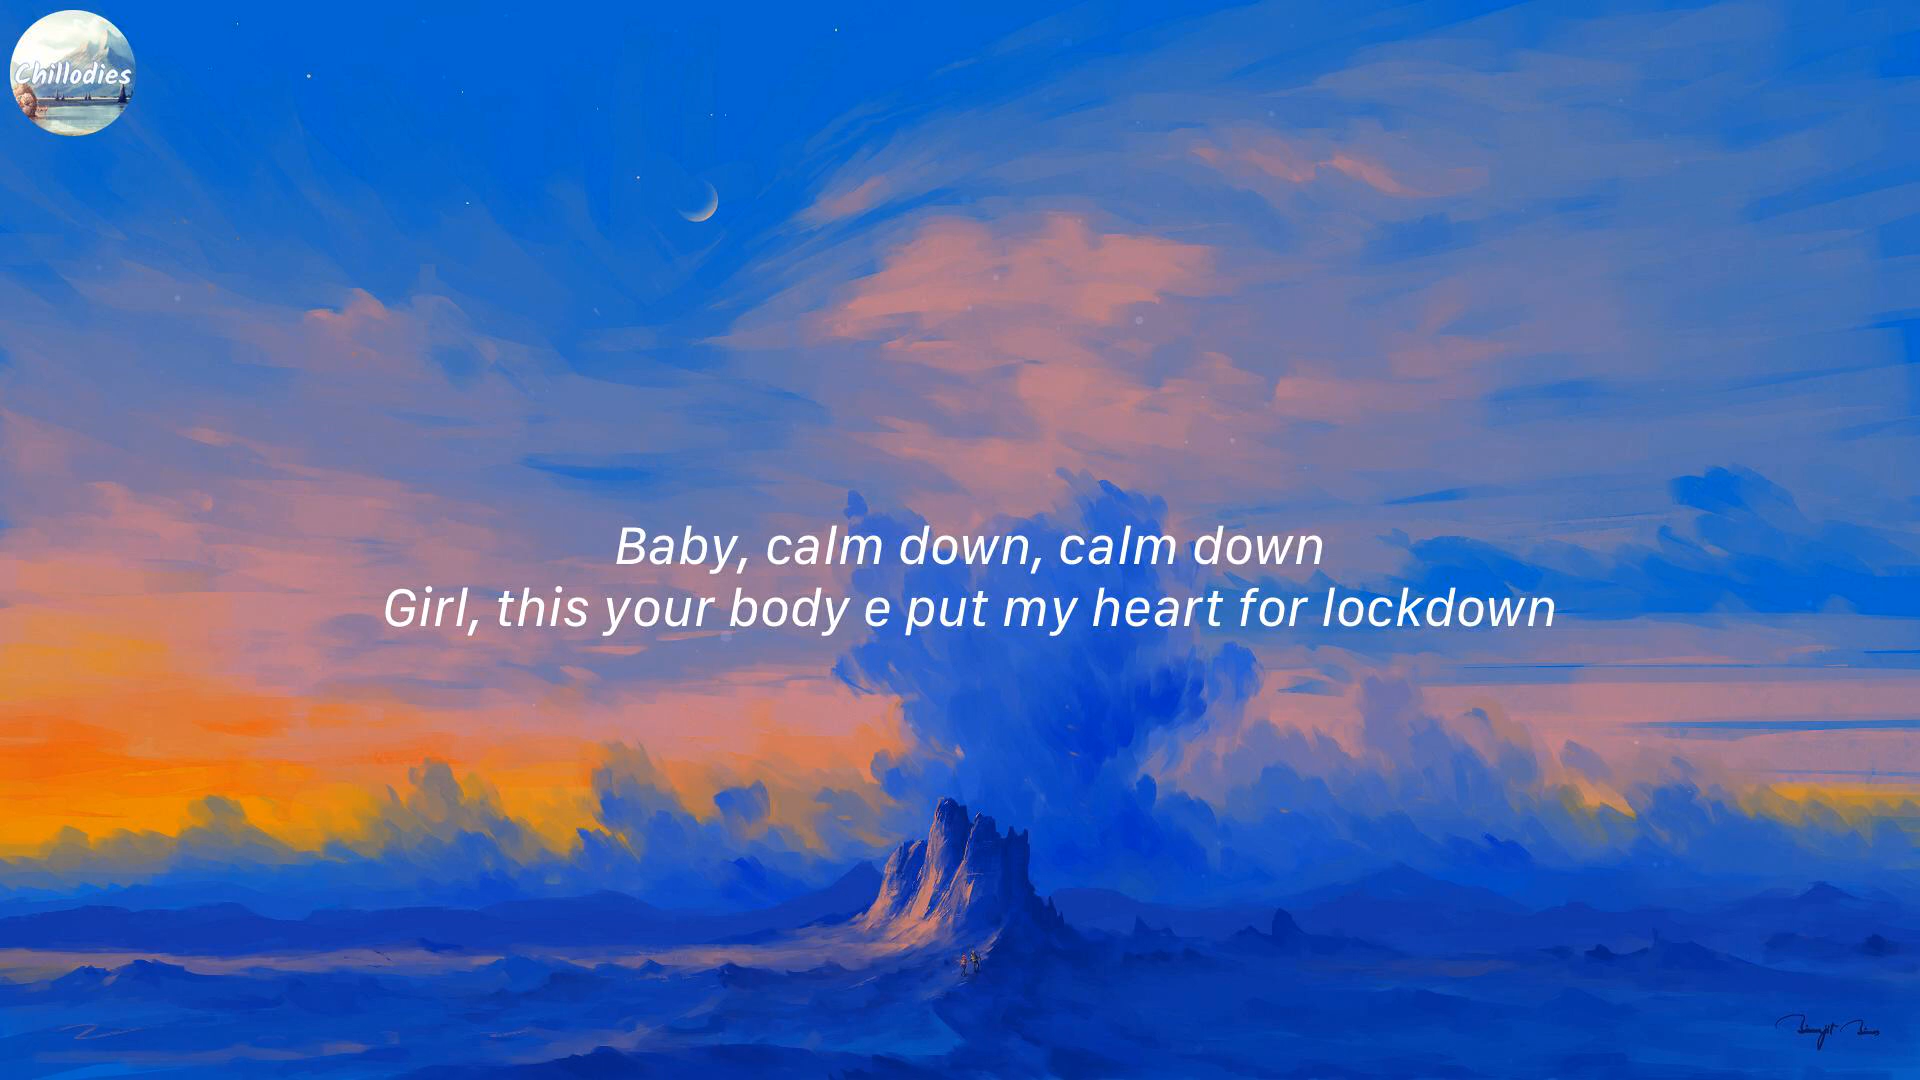 Chillodies
Baby, calm down, calm down
Girl, this your body e put my heart for lockdown